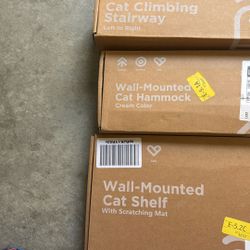 Cat Climbing
Stairway
Left to Right
Wall-Mounted
Cat Hammock
Cream Color
Wall-Mounted
Cat Shelf
With Scratching Mat